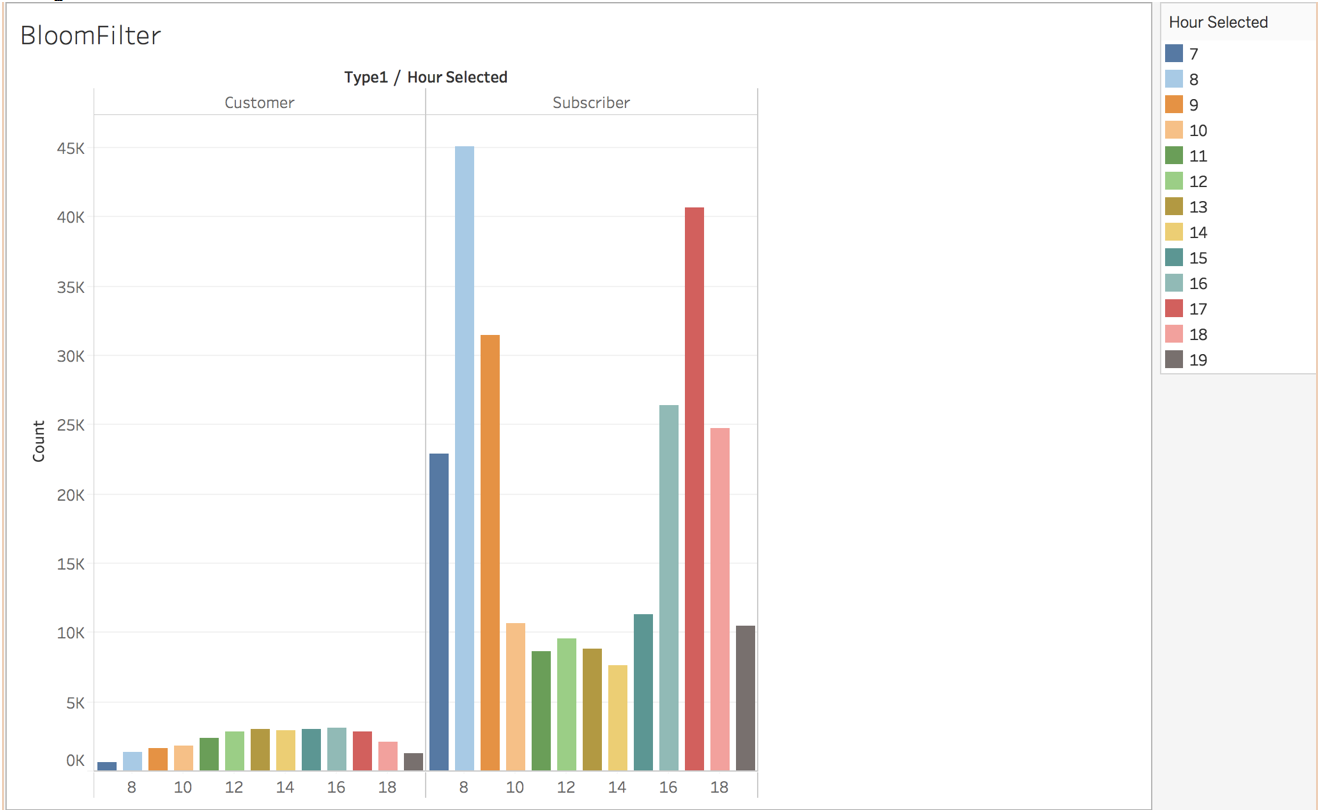 BloomFilter
Type1 / Hour Selected
Customer
Subscriber
45K
40K
35K
30K
25K
20K
15K
10K
5K
0K
Count
8 10 12 14 16 18
8 10 12 14 16 18
Hour Selected
7
8
9
10
11
12
13
14
15
16
17
18
19